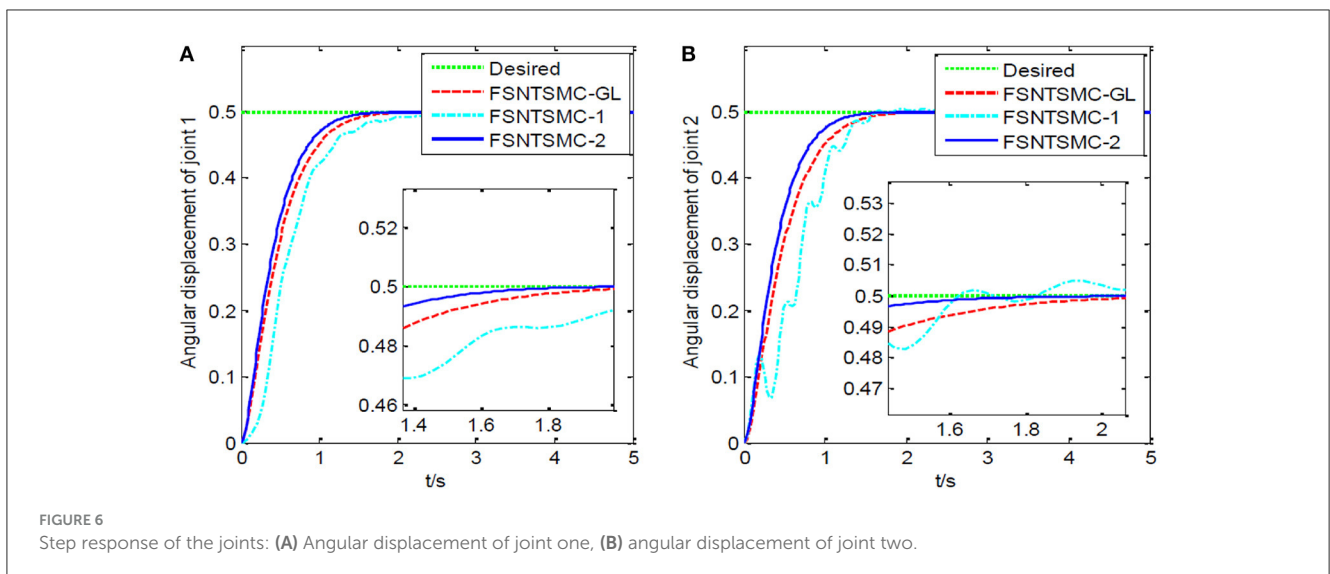 A
Angular displacement of joint 1
0.5
0.4
0.3
0.2
0.1
0
0 1 2 3 4 5
t/s
Desired
FSNTSMC-GL
FSNTSMC-1
FSNTSMC-2
0.52
0.5
0.48
0.46
1.4 1.6 1.8
B
Angular displacement of joint 2
0.5
0.4
0.3
0.2
0.1
0
0 1 2 3 4 5
t/s
Desired
FSNTSMC-GL
FSNTSMC-1
FSNTSMC-2
0.53
0.52
0.51
0.5
0.49
0.48
0.47
1.6 1.8 2
FIGURE 6
Step response of the joints: (A) Angular displacement of joint one, (B) angular displacement of joint two.